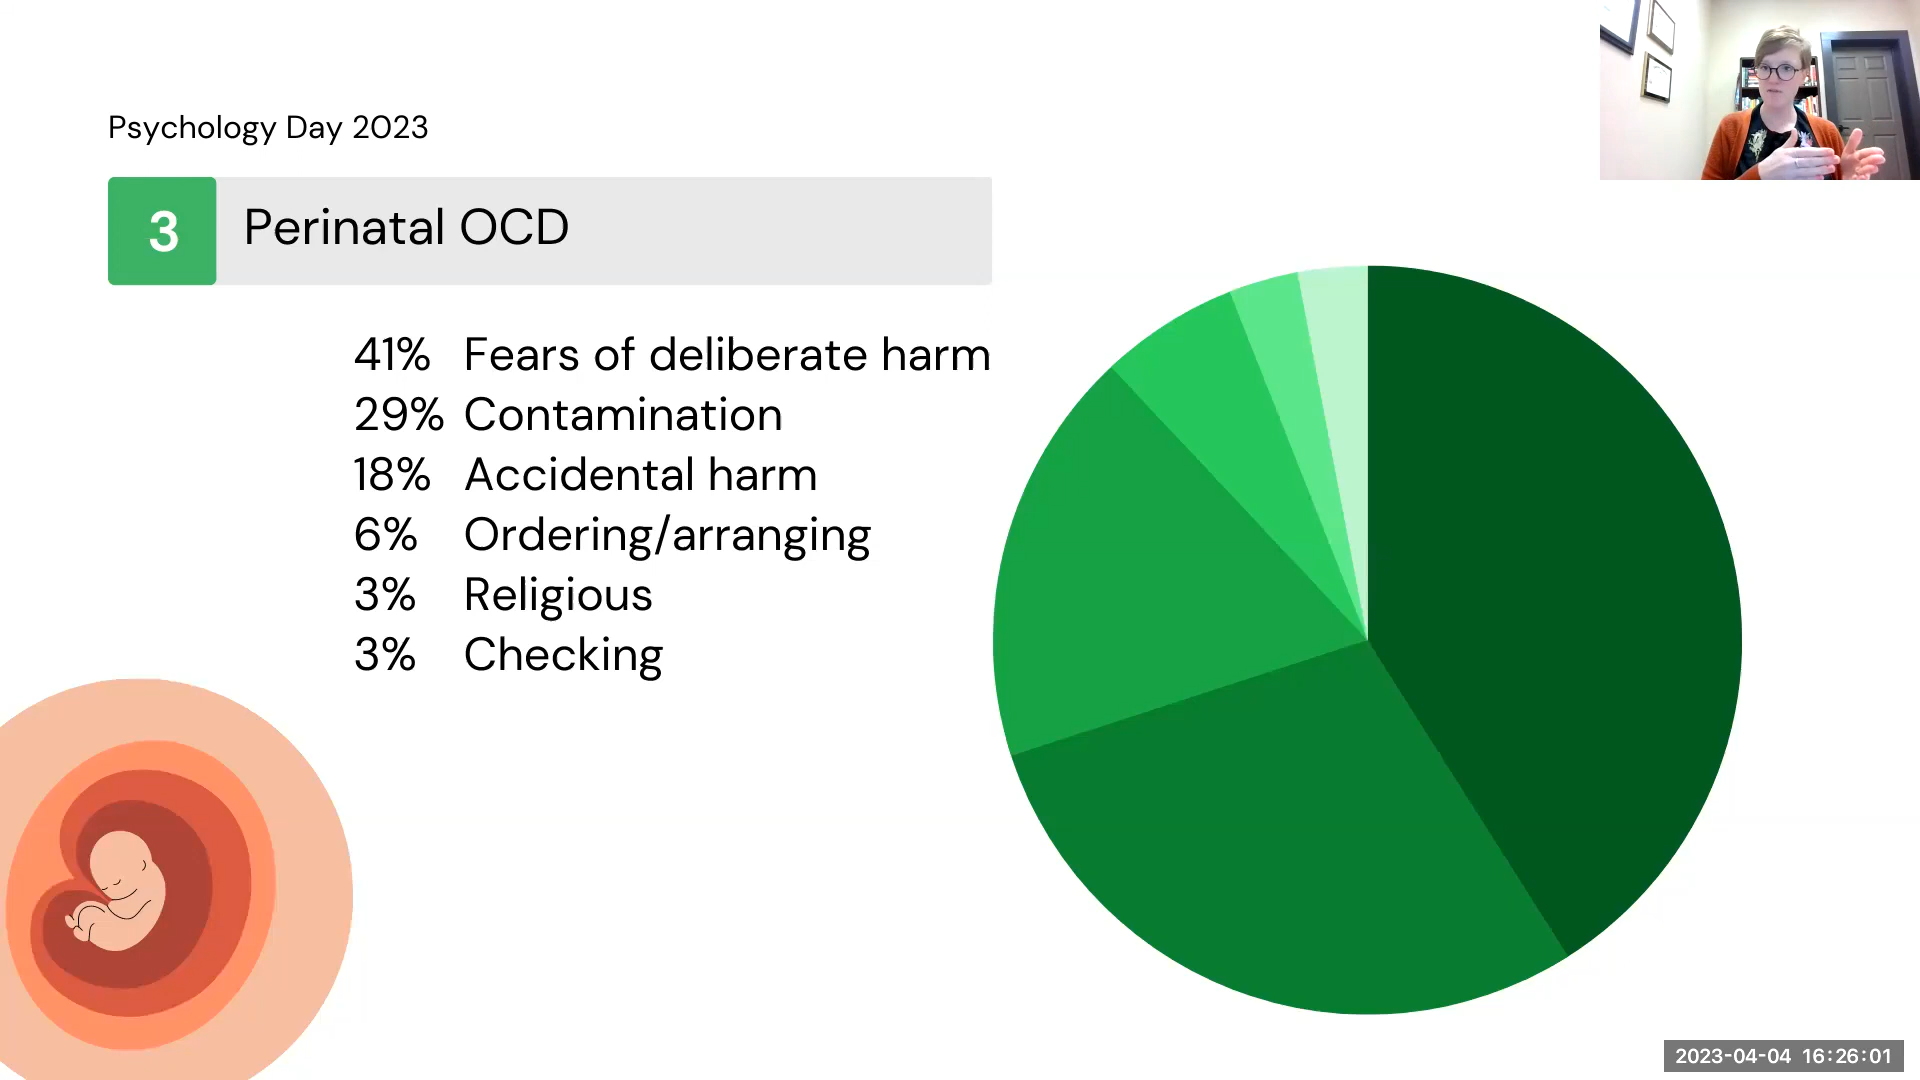 Psychology Day 2023
3 Perinatal OCD
41% Fears of deliberate harm
29% Contamination
18% Accidental harm
6% Ordering/arranging
3% Religious
3% Checking
2023-04-04 16:26:01